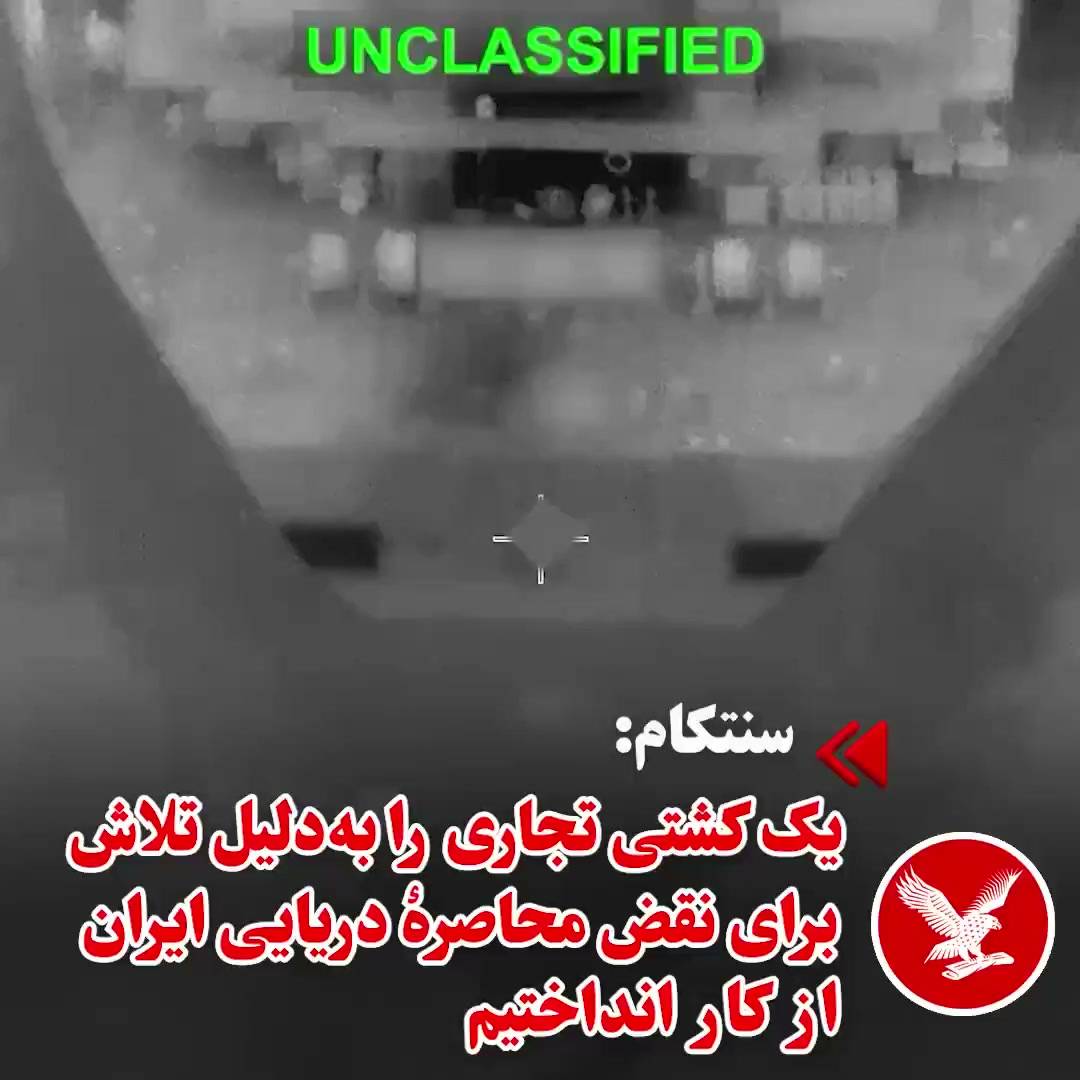 UNCLASSIFIED
سنتکام:
یک کشتی تجاری را به‌دلیل تلاش
برای نقض محاصرهٔ دریایی ایران
از کار انداختیم